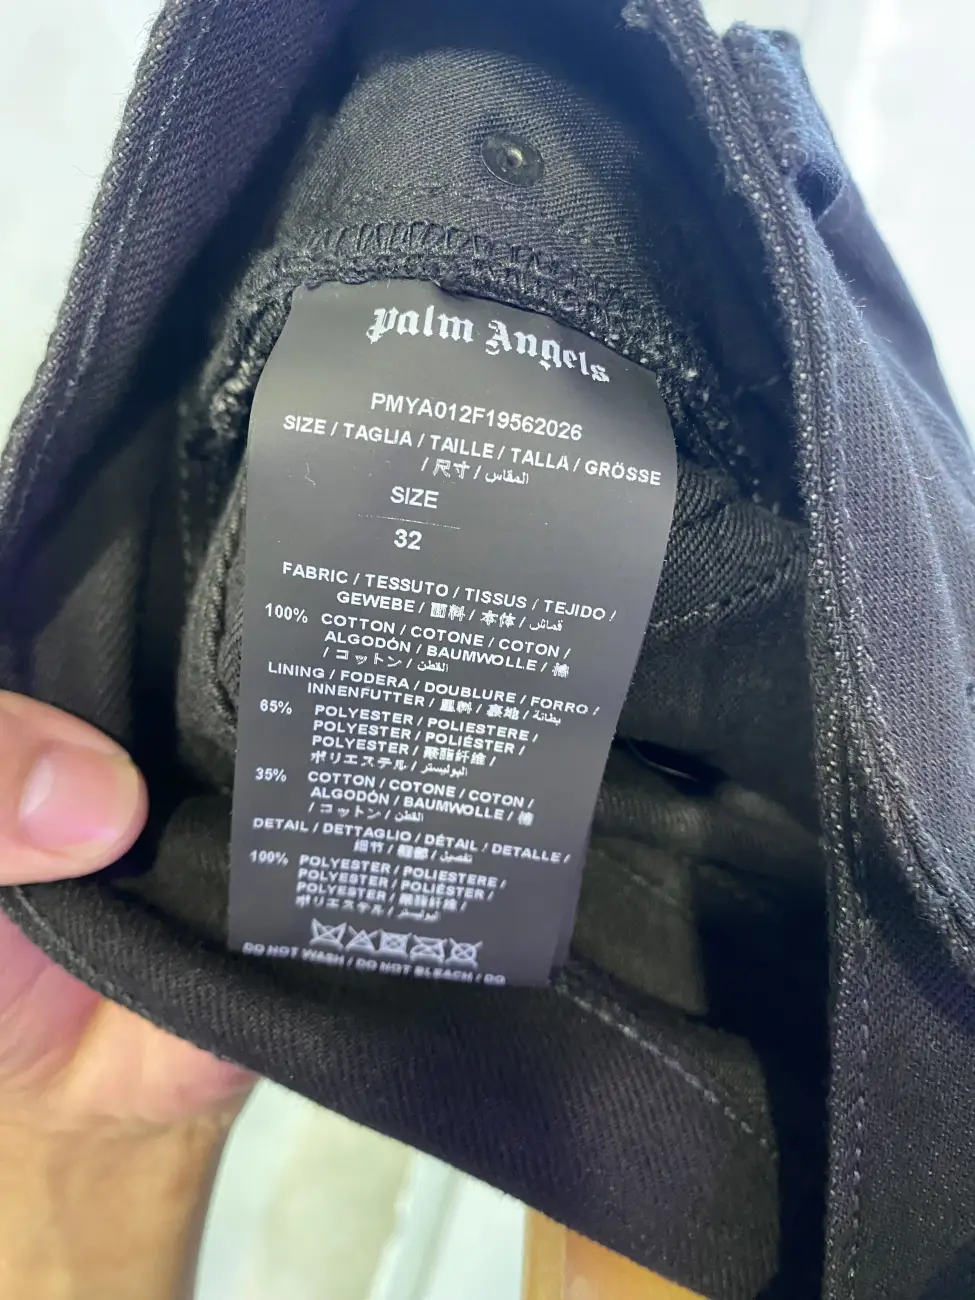 Palm Angels
PMYA012F19562026
SIZE / TAGLIA / TAILLE / TALLA / GRÖSSE
/ 尺寸 / المقاس
SIZE
32
FABRIC / TESSUTO / TISSUS / TEJIDO /
GEWEBE / 面料 / 本体 / قماش
100% COTTON / COTONE / COTON /
ALGODÓN / BAUMWOLLE / 棉
/ コットン / القطن
LINING / FODERA / DOUBLURE / FORRO /
INNENFUTTER / 里料 / 裏地 / بطانة
65% POLYESTER / POLIESTERE /
POLYESTER / POLIÉSTER /
POLYESTER / 聚脂纤维 /
ポリエステル / البوليستر
35% COTTON / COTONE / COTON /
ALGODÓN / BAUMWOLLE / 棉
/ コットン / القطن
DETAIL / DETTAGLIO / DÉTAIL / DETALLE /
细节 / / تفصيل
100% POLYESTER / POLIESTERE /
POLYESTER / POLIÉSTER /
POLYESTER / 聚脂纤维 /
ポリエステル / البوليستر
DO NOT WASH / DO NOT BLEACH / DO